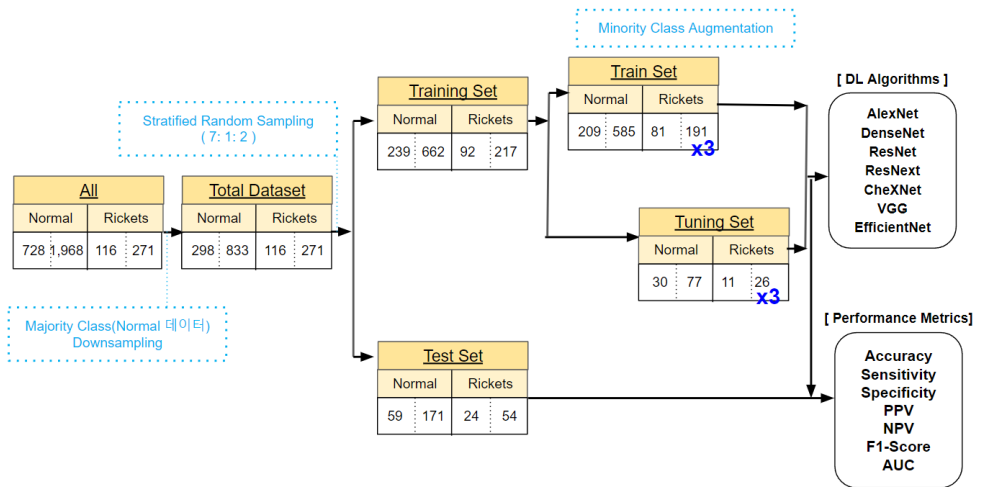 Minority Class Augmentation
Train Set
Normal Rickets
209 585 81 191
x3
[ DL Algorithms ]
AlexNet
DenseNet
ResNet
ResNext
CheXNet
VGG
EfficientNet
Training Set
Normal Rickets
239 662 92 217
Stratified Random Sampling
( 7: 1: 2 )
All
Normal Rickets
728 1,968 116 271
Total Dataset
Normal Rickets
298 833 116 271
Tuning Set
Normal Rickets
30 77 11 26
x3
Majority Class(Normal 데이터)
Downsampling
Test Set
Normal Rickets
59 171 24 54
[ Performance Metrics]
Accuracy
Sensitivity
Specificity
PPV
NPV
F1-Score
AUC